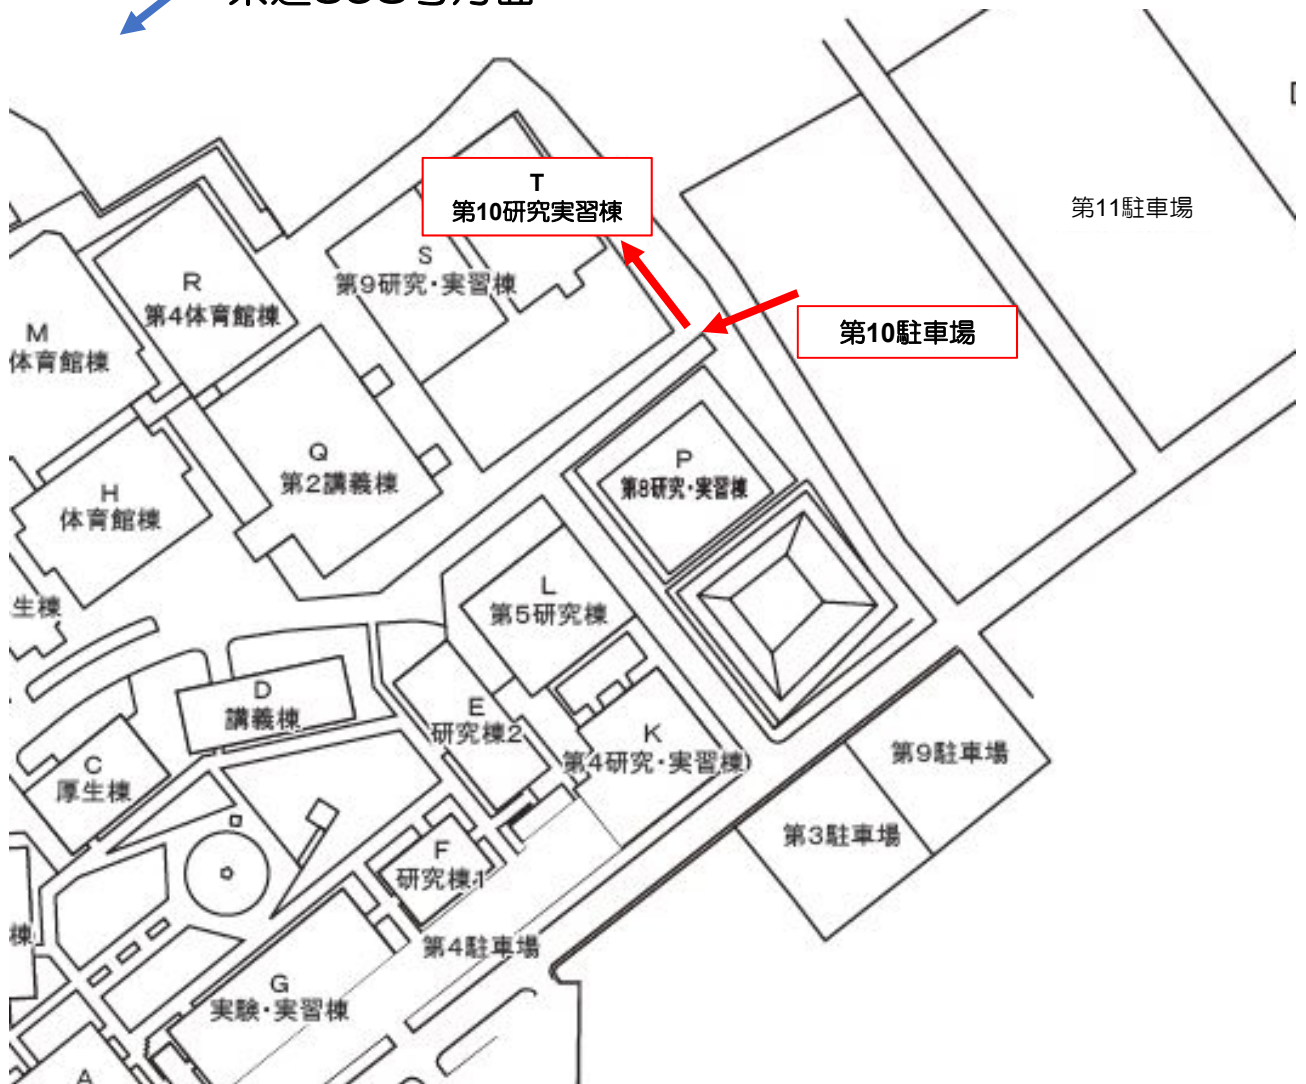 T
第10研究実習棟
第11駐車場
S
第9研究・実習棟
R
第4体育館棟
第10駐車場
M
体育館棟
Q
第2講義棟
P
第8研究・実習棟
H
体育館棟
L
第5研究棟
生棟
D
講義棟
E
研究棟2
K
第4研究・実習棟
第9駐車場
C
厚生棟
第3駐車場
F
研究棟1
棟
第4駐車場
G
実験・実習棟
A